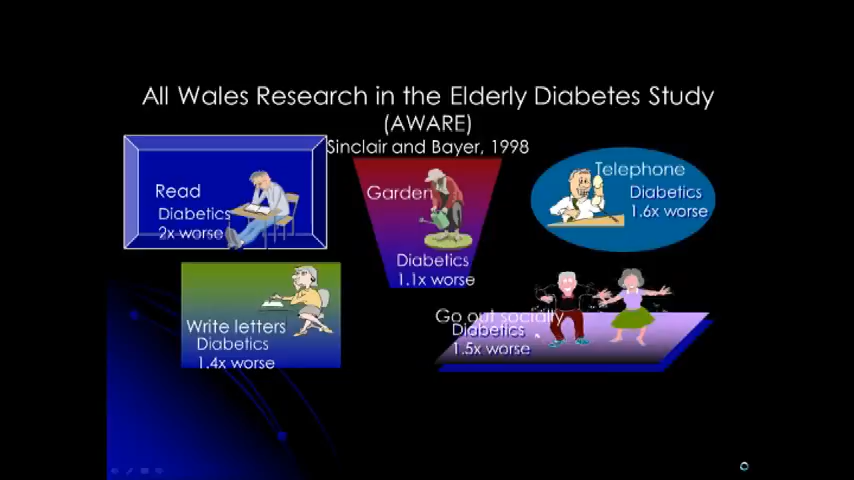 All Wales Research in the Elderly Diabetes Study
(AWARE)
Sinclair and Bayer, 1998
Read
Diabetics
2x worse
Garden
Diabetics
1.1x worse
Telephone
Diabetics
1.6x worse
Write letters
Diabetics
1.4x worse
Go out socially
Diabetics
1.5x worse